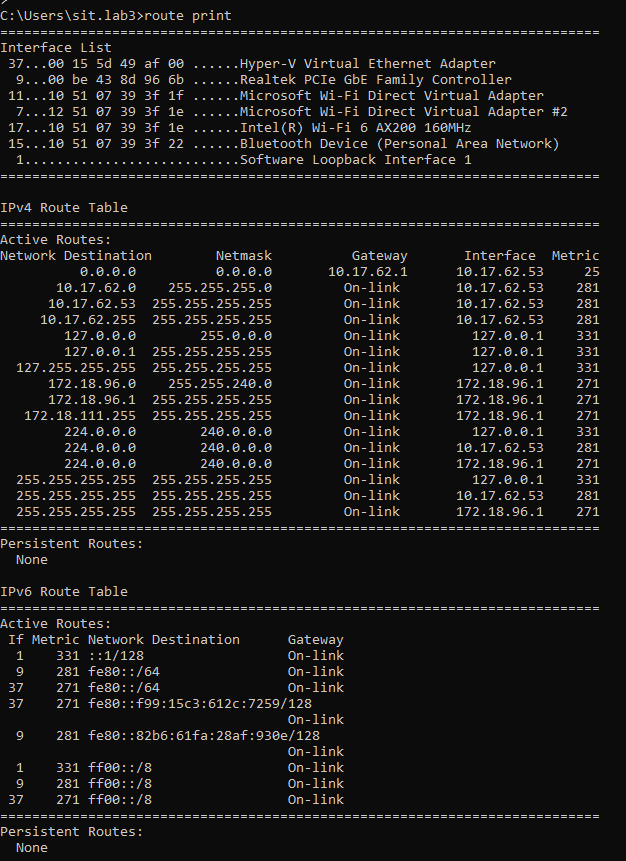 C:\Users\sit.lab3>route print
===========================================================================
Interface List
 37...00 15 5d 49 af 00 ......Hyper-V Virtual Ethernet Adapter
  9...00 be 43 8d 96 6b ......Realtek PCIe GbE Family Controller
 11...10 51 07 39 3f 1f ......Microsoft Wi-Fi Direct Virtual Adapter
  7...12 51 07 39 3f 1e ......Microsoft Wi-Fi Direct Virtual Adapter #2
 17...10 51 07 39 3f 1e ......Intel(R) Wi-Fi 6 AX200 160MHz
 15...10 51 07 39 3f 22 ......Bluetooth Device (Personal Area Network)
  1...........................Software Loopback Interface 1
===========================================================================

IPv4 Route Table
===========================================================================
Active Routes:
Network Destination        Netmask          Gateway       Interface  Metric
          0.0.0.0          0.0.0.0       10.17.62.1      10.17.62.53     25
       10.17.62.0    255.255.255.0         On-link       10.17.62.53    281
      10.17.62.53  255.255.255.255         On-link       10.17.62.53    281
     10.17.62.255  255.255.255.255         On-link       10.17.62.53    281
        127.0.0.0        255.0.0.0         On-link         127.0.0.1    331
        127.0.0.1  255.255.255.255         On-link         127.0.0.1    331
  127.255.255.255  255.255.255.255         On-link         127.0.0.1    331
      172.18.96.0    255.255.240.0         On-link       172.18.96.1    271
      172.18.96.1  255.255.255.255         On-link       172.18.96.1    271
   172.18.111.255  255.255.255.255         On-link       172.18.96.1    271
        224.0.0.0        240.0.0.0         On-link         127.0.0.1    331
        224.0.0.0        240.0.0.0         On-link       10.17.62.53    281
        224.0.0.0        240.0.0.0         On-link       172.18.96.1    271
  255.255.255.255  255.255.255.255         On-link         127.0.0.1    331
  255.255.255.255  255.255.255.255         On-link       10.17.62.53    281
  255.255.255.255  255.255.255.255         On-link       172.18.96.1    271
===========================================================================
Persistent Routes:
  None

IPv6 Route Table
===========================================================================
Active Routes:
 If Metric Network Destination      Gateway
  1    331 ::1/128                  On-link
  9    281 fe80::/64                On-link
 37    271 fe80::/64                On-link
 37    271 fe80::f99:15c3:612c:7259/128
                                    On-link
  9    281 fe80::82b6:61fa:28af:930e/128
                                    On-link
  1    331 ff00::/8                 On-link
  9    281 ff00::/8                 On-link
 37    271 ff00::/8                 On-link
===========================================================================
Persistent Routes:
  None